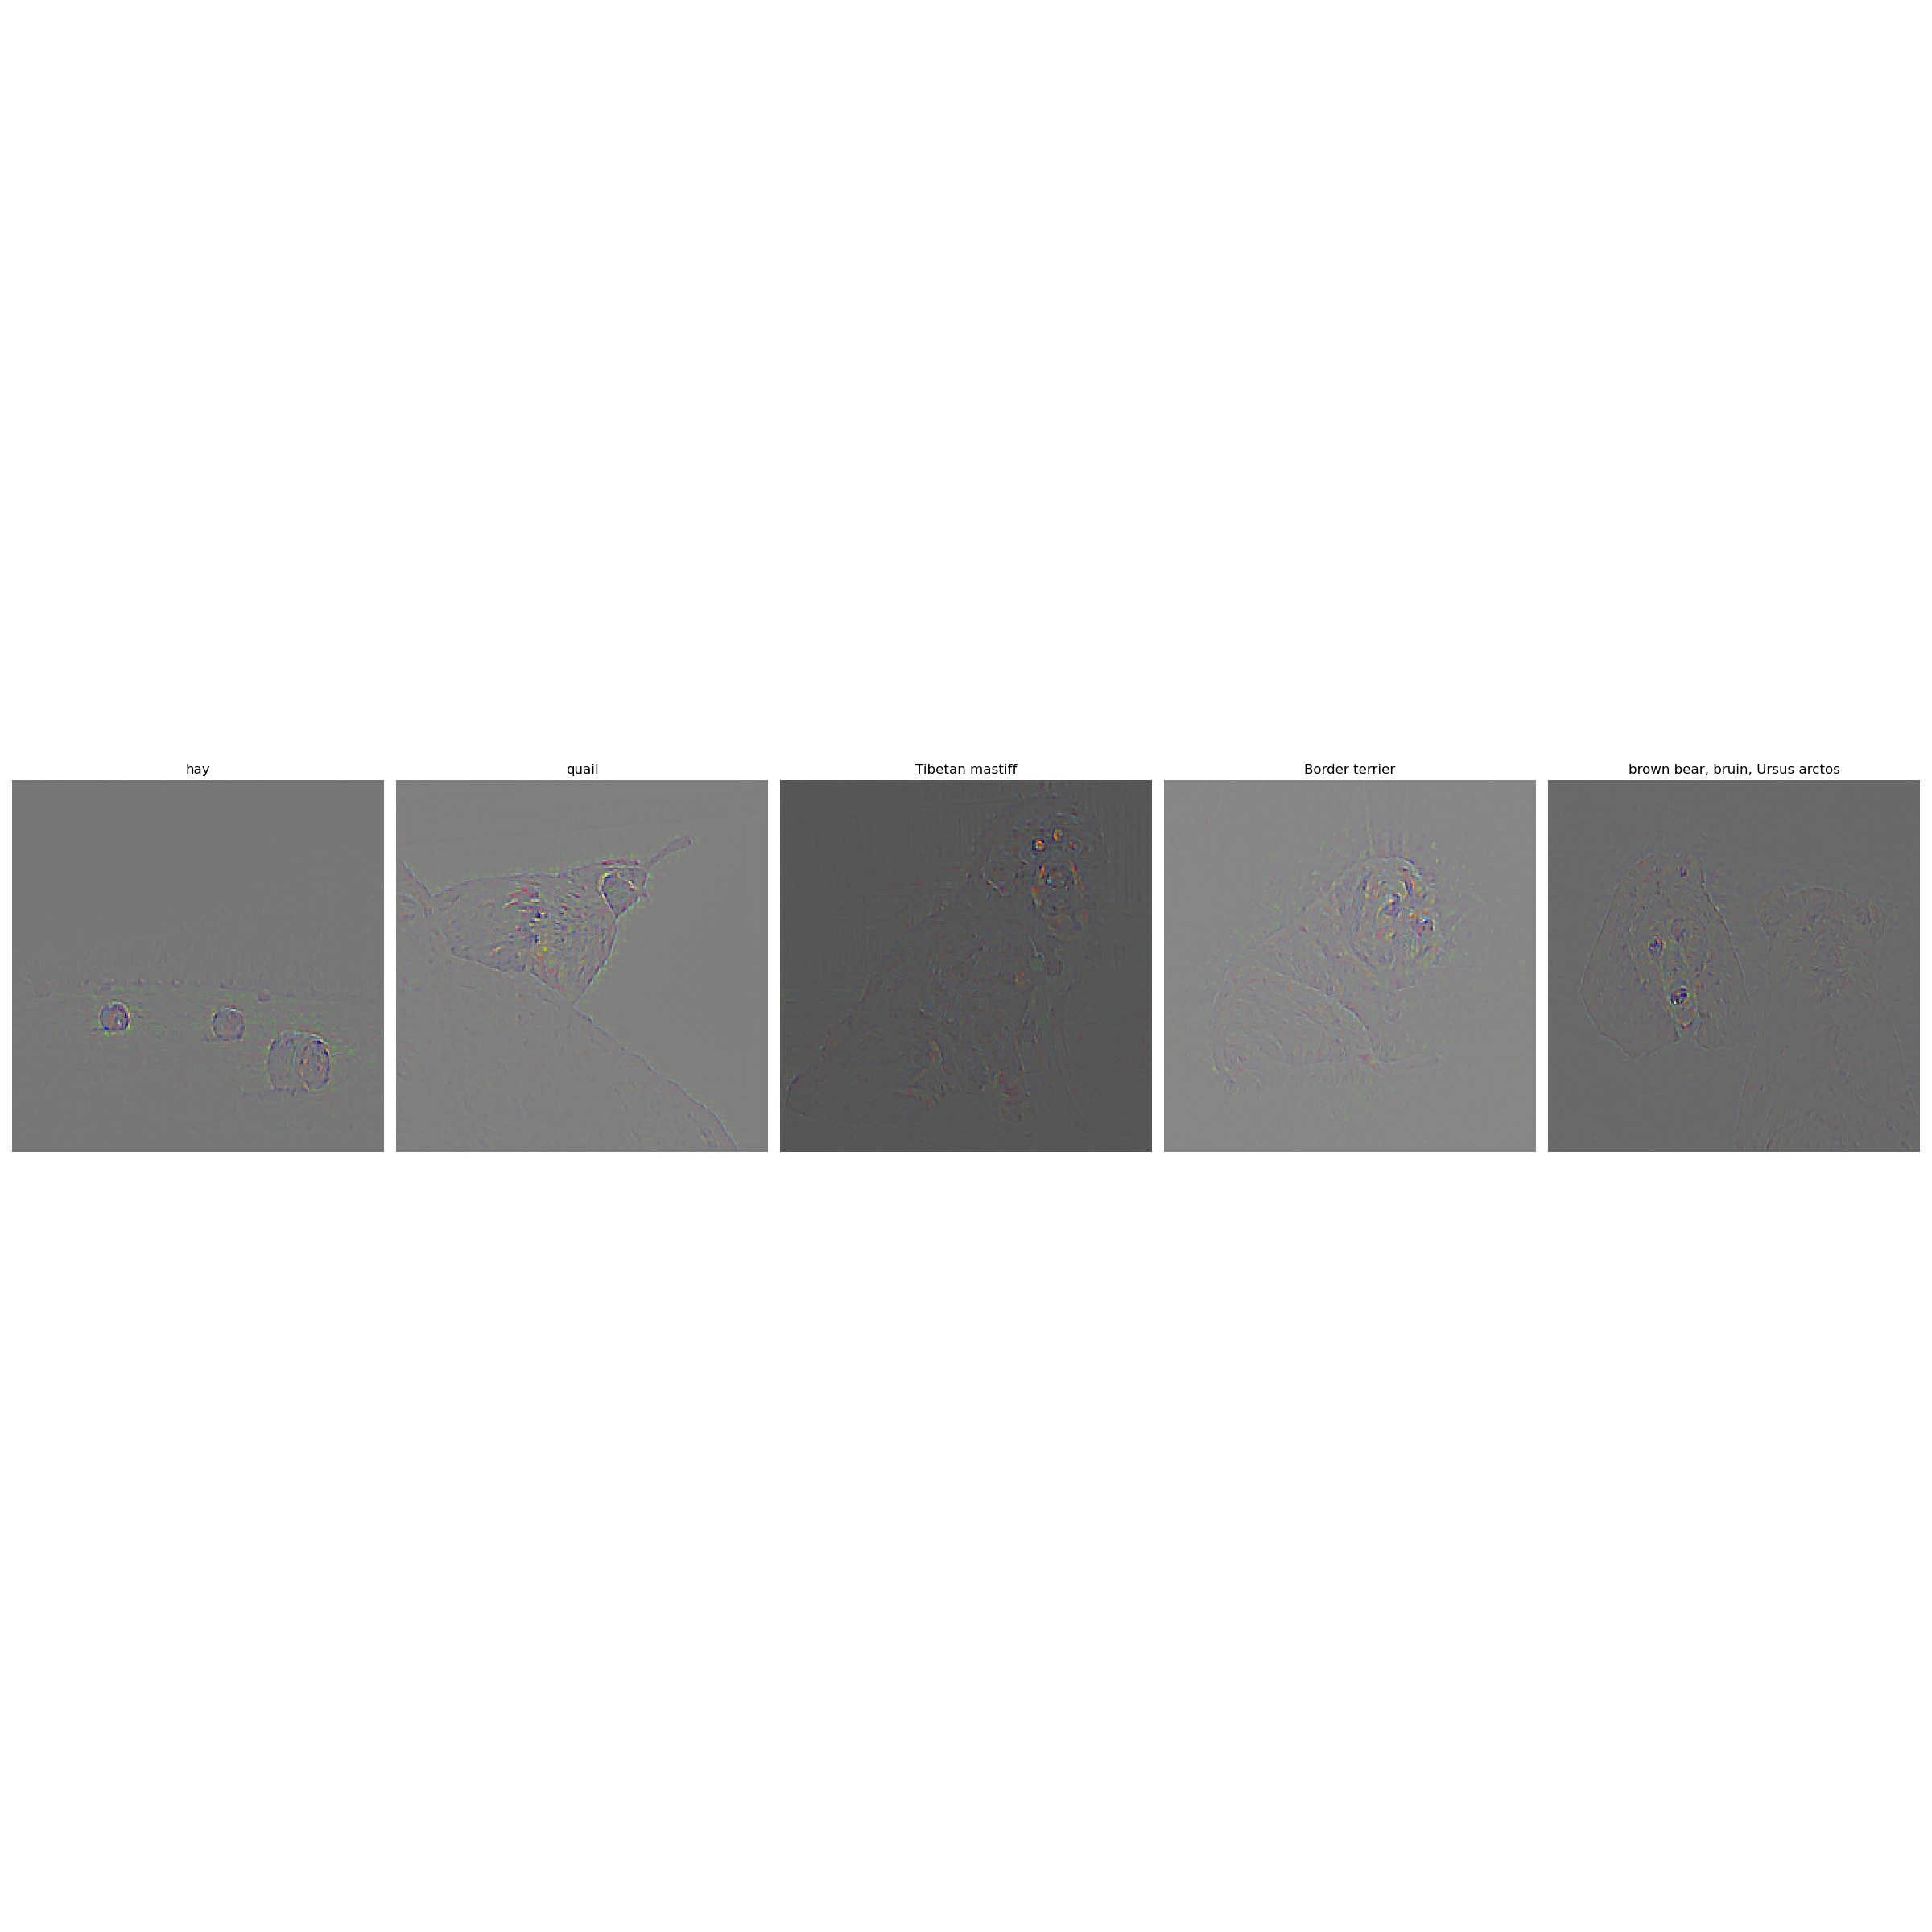 hay
quail
Tibetan mastiff
Border terrier
brown bear, bruin, Ursus arctos